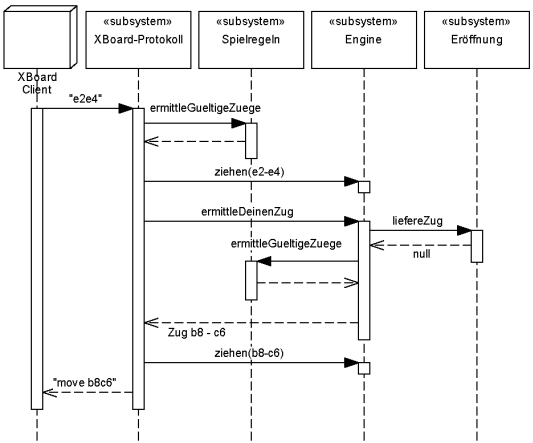 «subsystem»
XBoard-Protokoll
«subsystem»
Spielregeln
«subsystem»
Engine
«subsystem»
Eröffnung
XBoard
Client
"e2e4"
ermittleGueltigeZuege
ziehen(e2-e4)
ermittleDeinenZug
liefereZug
ermittleGueltigeZuege
null
Zug b8 - c6
ziehen(b8-c6)
"move b8c6"